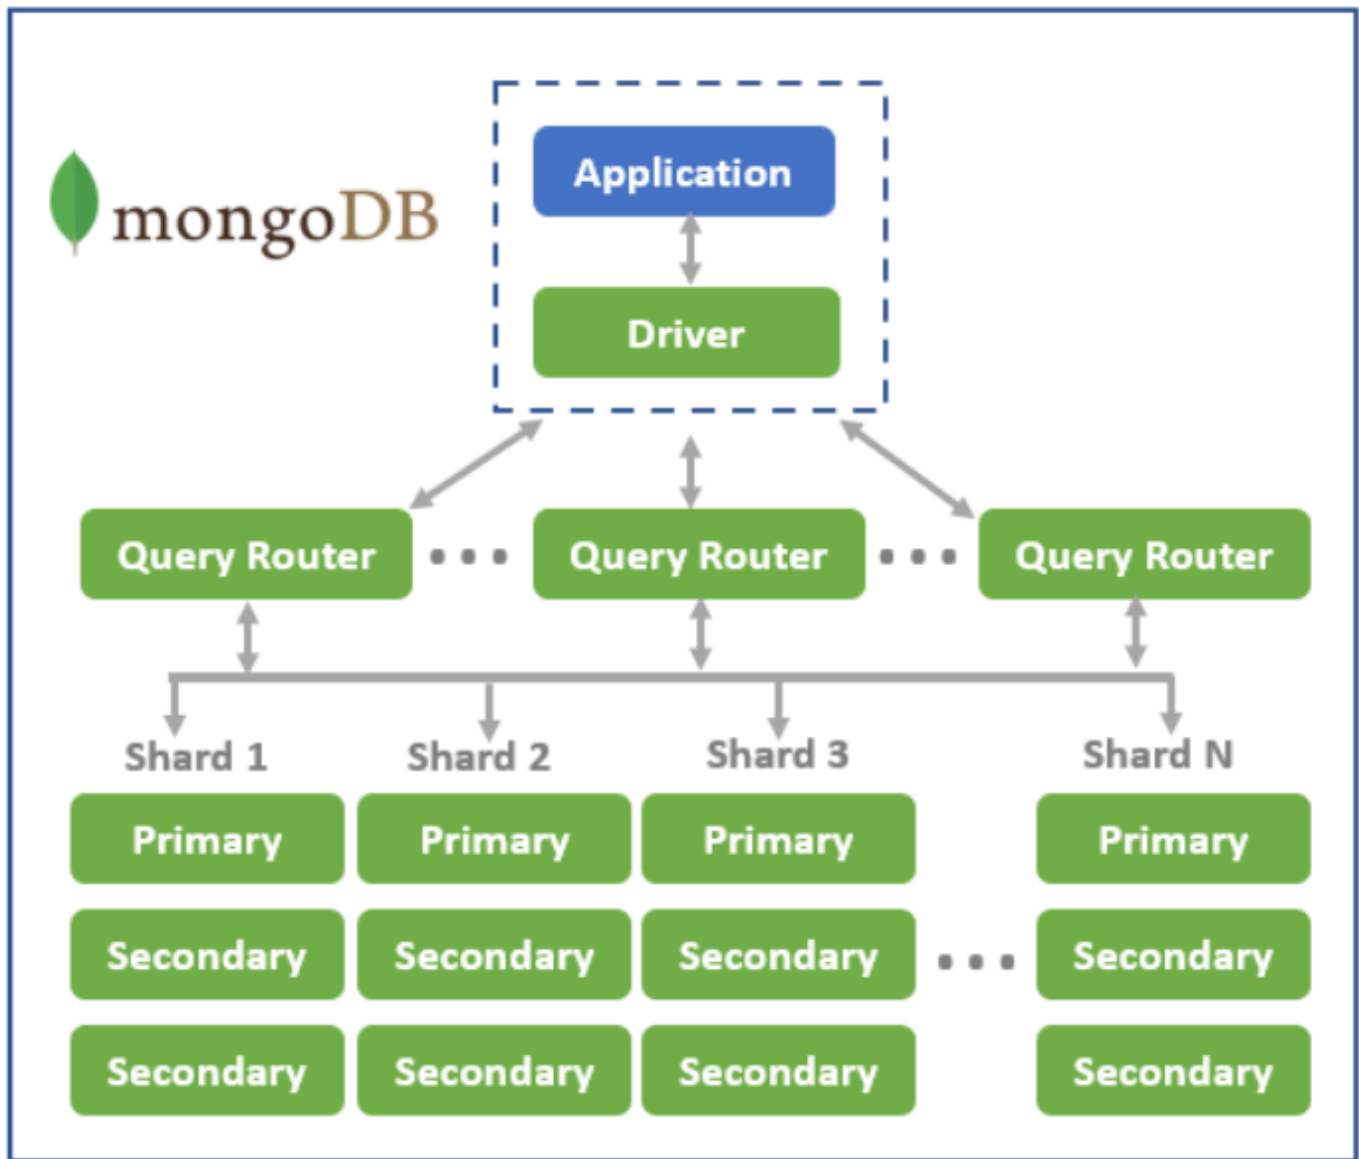 mongoDB
Application
Driver
Query Router ... Query Router ... Query Router
Shard 1 Shard 2 Shard 3 Shard N
Primary Primary Primary Primary
Secondary Secondary Secondary ... Secondary
Secondary Secondary Secondary Secondary